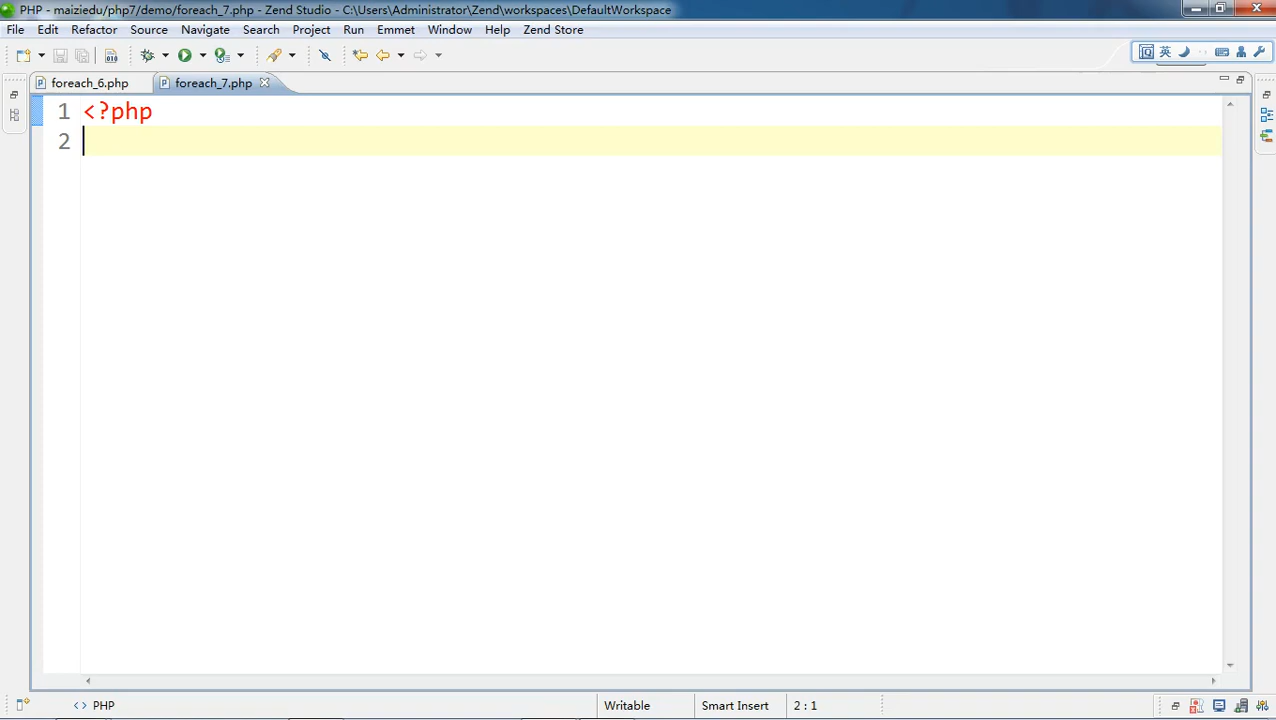 PHP - maiziedu/php7/demo/foreach_7.php - Zend Studio - C:\Users\Administrator\Zend\workspaces\DefaultWorkspace
File Edit Refactor Source Navigate Search Project Run Emmet Window Help Zend Store
英
foreach_6.php foreach_7.php
1 <?php
2
<> PHP Writable Smart Insert 2 : 1